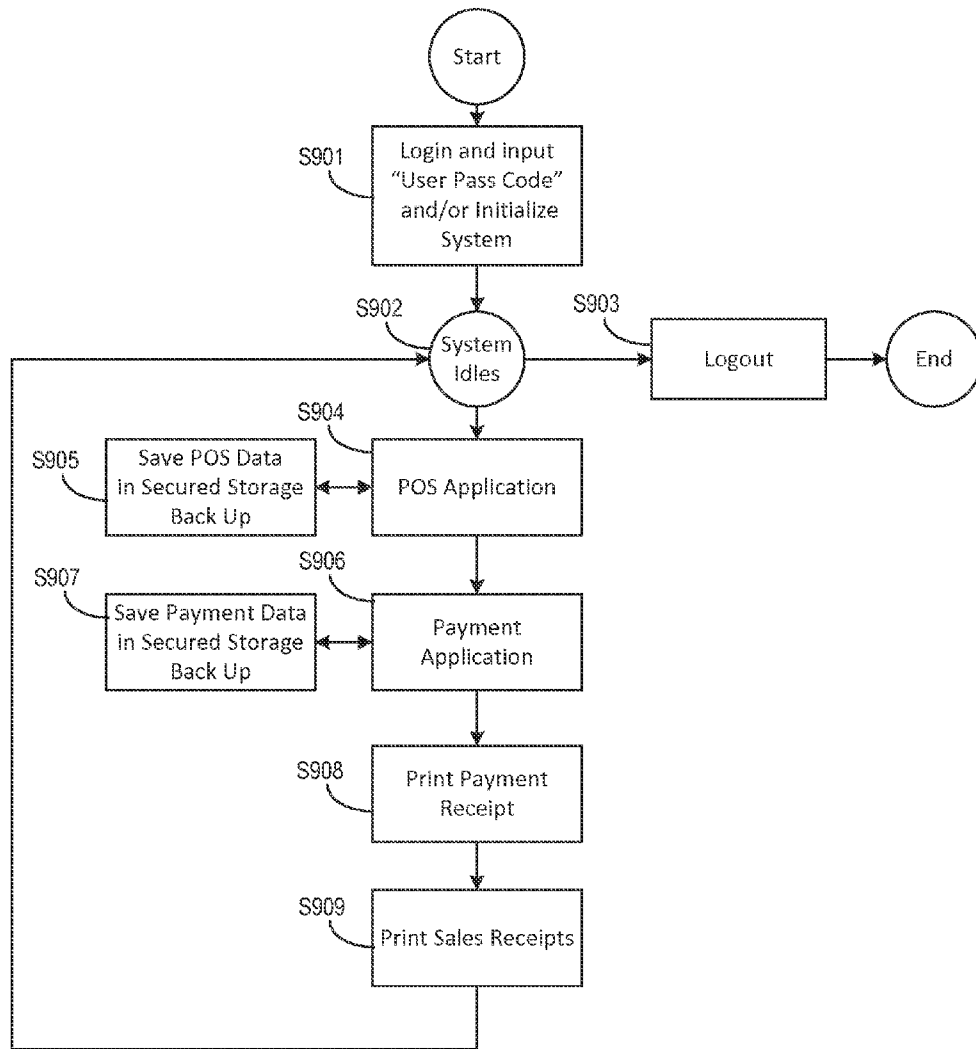 Start
S901
Login and input
“User Pass Code”
and/or Initialize
System
S902
System
Idles
S903
Logout
End
S904
POS Application
S905
Save POS Data
in Secured Storage
Back Up
S906
Payment
Application
S907
Save Payment Data
in Secured Storage
Back Up
S908
Print Payment
Receipt
S909
Print Sales Receipts